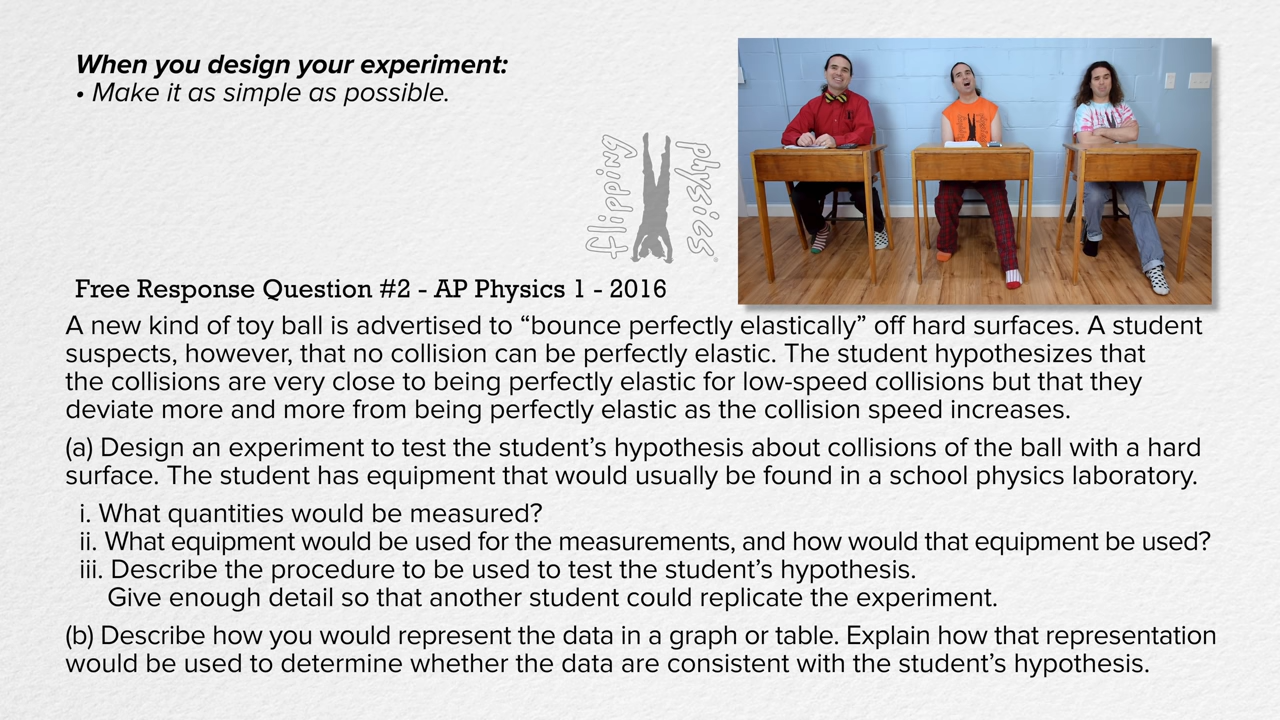 When you design your experiment:
• Make it as simple as possible.
flipping
physics
®
Free Response Question #2 - AP Physics 1 - 2016
A new kind of toy ball is advertised to “bounce perfectly elastically” off hard surfaces. A student
suspects, however, that no collision can be perfectly elastic. The student hypothesizes that
the collisions are very close to being perfectly elastic for low-speed collisions but that they
deviate more and more from being perfectly elastic as the collision speed increases.
(a) Design an experiment to test the student’s hypothesis about collisions of the ball with a hard
surface. The student has equipment that would usually be found in a school physics laboratory.
i. What quantities would be measured?
ii. What equipment would be used for the measurements, and how would that equipment be used?
iii. Describe the procedure to be used to test the student’s hypothesis.
Give enough detail so that another student could replicate the experiment.
(b) Describe how you would represent the data in a graph or table. Explain how that representation
would be used to determine whether the data are consistent with the student’s hypothesis.